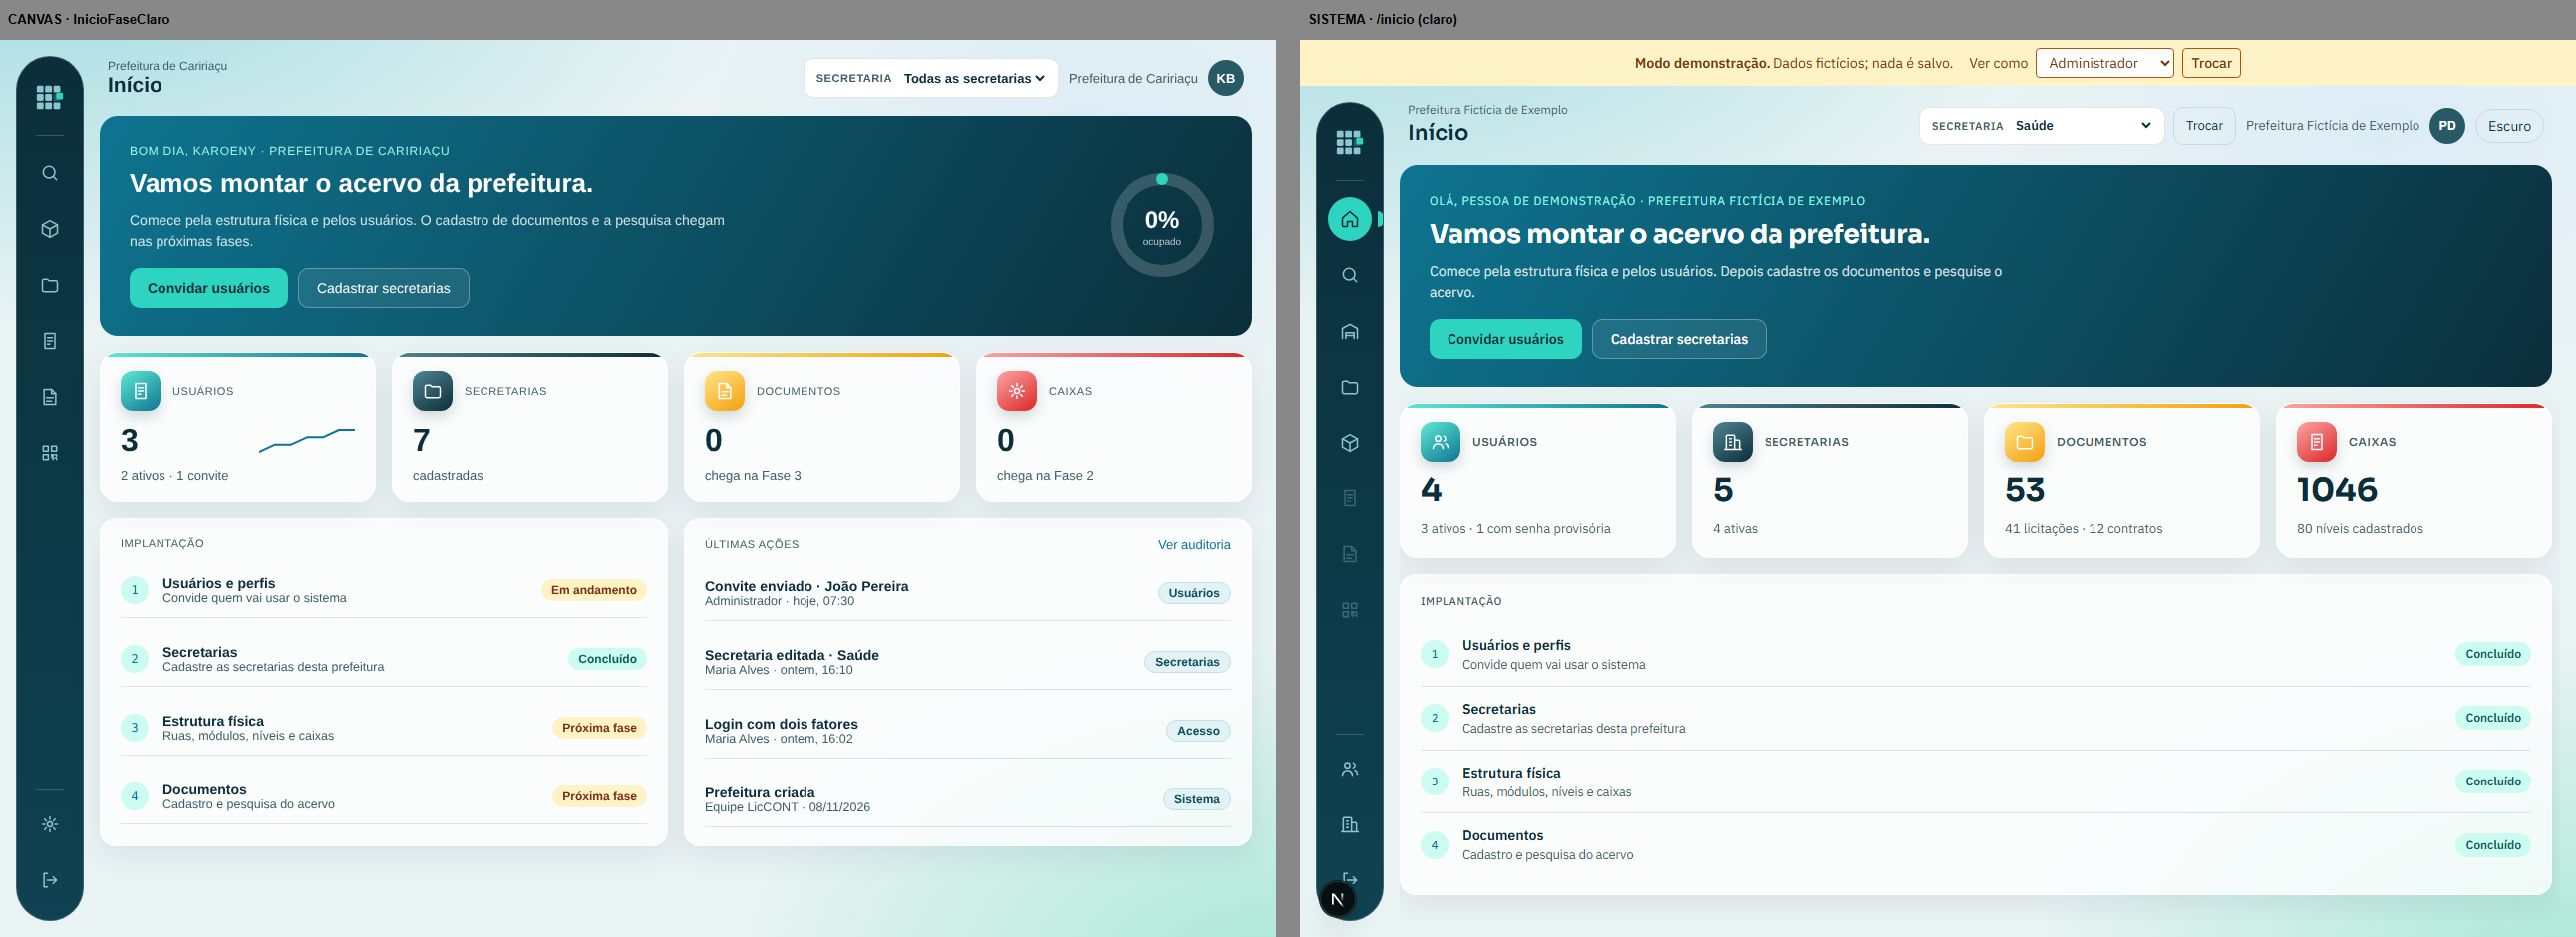 CANVAS · InicioFaseClaro
Prefeitura de Caririaçu
Início
SECRETARIA Todas as secretarias
Prefeitura de Caririaçu
KB
BOM DIA, KAROENY · PREFEITURA DE CARIRIAÇU
Vamos montar o acervo da prefeitura.
Comece pela estrutura física e pelos usuários. O cadastro de documentos e a pesquisa chegam
nas próximas fases.
Convidar usuários
Cadastrar secretarias
0%
ocupado
USUÁRIOS
3
2 ativos · 1 convite
SECRETARIAS
7
cadastradas
DOCUMENTOS
0
chega na Fase 3
CAIXAS
0
chega na Fase 2
IMPLANTAÇÃO
1
Usuários e perfis
Convide quem vai usar o sistema
Em andamento
2
Secretarias
Cadastre as secretarias desta prefeitura
Concluído
3
Estrutura física
Ruas, módulos, níveis e caixas
Próxima fase
4
Documentos
Cadastro e pesquisa do acervo
Próxima fase
ÚLTIMAS AÇÕES
Ver auditoria
Convite enviado · João Pereira
Administrador · hoje, 07:30
Usuários
Secretaria editada · Saúde
Maria Alves · ontem, 16:10
Secretarias
Login com dois fatores
Maria Alves · ontem, 16:02
Acesso
Prefeitura criada
Equipe LicCONT · 08/11/2026
Sistema
SISTEMA · /inicio (claro)
Modo demonstração. Dados fictícios; nada é salvo.
Ver como
Administrador
Trocar
Prefeitura Fictícia de Exemplo
Início
SECRETARIA Saúde
Trocar
Prefeitura Fictícia de Exemplo
PD
Escuro
OLÁ, PESSOA DE DEMONSTRAÇÃO · PREFEITURA FICTÍCIA DE EXEMPLO
Vamos montar o acervo da prefeitura.
Comece pela estrutura física e pelos usuários. Depois cadastre os documentos e pesquise o
acervo.
Convidar usuários
Cadastrar secretarias
USUÁRIOS
4
3 ativos · 1 com senha provisória
SECRETARIAS
5
4 ativas
DOCUMENTOS
53
41 licitações · 12 contratos
CAIXAS
1046
80 níveis cadastrados
IMPLANTAÇÃO
1
Usuários e perfis
Convide quem vai usar o sistema
Concluído
2
Secretarias
Cadastre as secretarias desta prefeitura
Concluído
3
Estrutura física
Ruas, módulos, níveis e caixas
Concluído
4
Documentos
Cadastro e pesquisa do acervo
Concluído
N